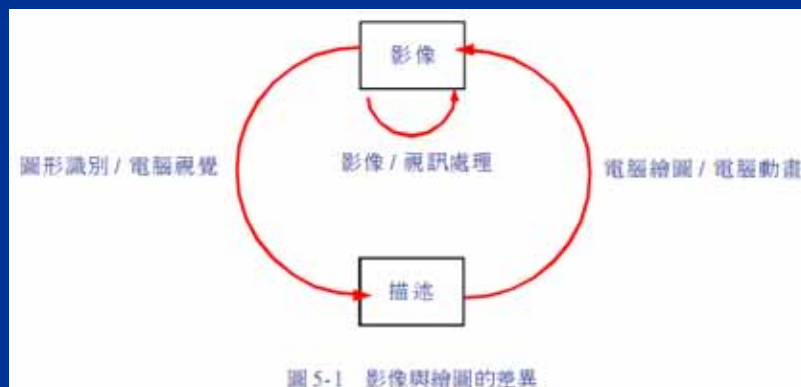 影像
圖形識別 / 電腦視覺
影像 / 視訊處理
電腦繪圖 / 電腦動畫
描述
圖 5-1 影像與繪圖的差異